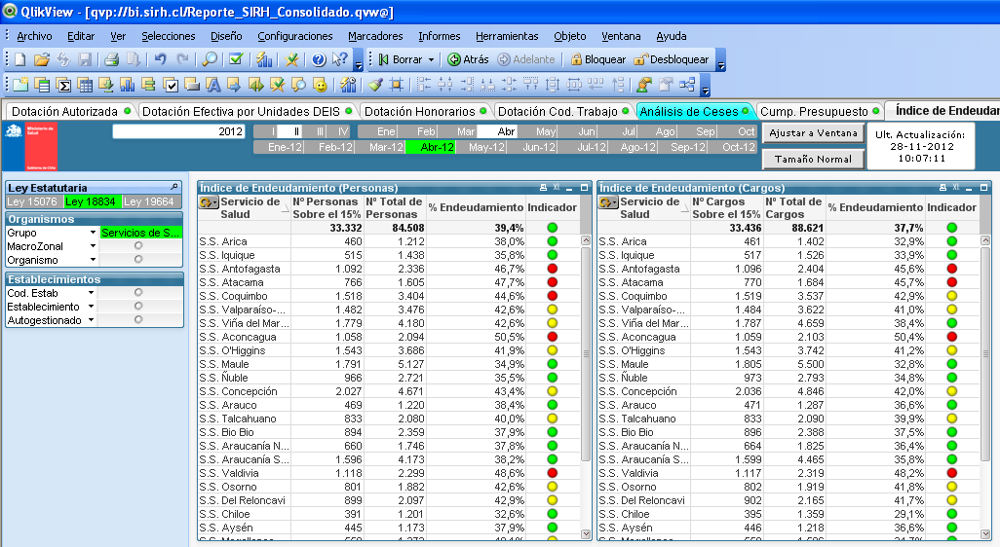 QlikView - [qvp://bi.sirh.cl/Reporte_SIRH_Consolidado.qvw@]
Archivo Editar Ver Selecciones Diseño Configuraciones Marcadores Informes Herramientas Objeto Ventana Ayuda
Borrar Atrás Adelante Bloquear Desbloquear
Dotación Autorizada Dotación Efectiva por Unidades DEIS Dotación Honorarios Dotación Cod. Trabajo Análisis de Ceses Cump. Presupuesto Índice de Endeudar
2012 I II III IV Ene Feb Mar Abr May Jun Jul Ago Sep Oct Ajustar a Ventana Ult. Actualización:
Ene-12 Feb-12 Mar-12 Abr-12 May-12 Jun-12 Jul-12 Ago-12 Sep-12 Oct-12 Tamaño Normal 28-11-2012
10:07:11
Ministerio de
Salud
Gobierno de Chile
Ley Estatutaria
Ley 15076 Ley 18834 Ley 19664
Organismos
Grupo Servicios de S...
MacroZonal
Organismo
Establecimientos
Cod. Estab
Establecimiento
Autogestionado
Índice de Endeudamiento (Personas)
Servicio de Salud Nº Personas Sobre el 15% Nº Total de Personas % Endeudamiento Indicador
33.332 84.508 39,4%
S.S. Arica 460 1.212 38,0%
S.S. Iquique 515 1.438 35,8%
S.S. Antofagasta 1.092 2.336 46,7%
S.S. Atacama 766 1.605 47,7%
S.S. Coquimbo 1.518 3.404 44,6%
S.S. Valparaíso-... 1.482 3.476 42,6%
S.S. Viña del Mar... 1.779 4.180 42,6%
S.S. Aconcagua 1.058 2.094 50,5%
S.S. O'Higgins 1.543 3.686 41,9%
S.S. Maule 1.791 5.127 34,9%
S.S. Ñuble 966 2.721 35,5%
S.S. Concepción 2.027 4.671 43,4%
S.S. Arauco 469 1.220 38,4%
S.S. Talcahuano 833 2.080 40,0%
S.S. Bio Bio 894 2.359 37,9%
S.S. Araucanía N... 660 1.746 37,8%
S.S. Araucanía S... 1.596 4.173 38,2%
S.S. Valdivia 1.118 2.299 48,6%
S.S. Osorno 801 1.882 42,6%
S.S. Del Reloncavi 899 2.097 42,9%
S.S. Chiloe 391 1.201 32,6%
S.S. Aysén 445 1.173 37,9%
Índice de Endeudamiento (Cargos)
Servicio de Salud Nº Cargos Sobre el 15% Nº Total de Cargos % Endeudamiento Indicador
33.436 88.621 37,7%
S.S. Arica 461 1.402 32,9%
S.S. Iquique 517 1.526 33,9%
S.S. Antofagasta 1.096 2.404 45,6%
S.S. Atacama 770 1.684 45,7%
S.S. Coquimbo 1.519 3.537 42,9%
S.S. Valparaíso-... 1.484 3.622 41,0%
S.S. Viña del Mar... 1.787 4.659 38,4%
S.S. Aconcagua 1.059 2.103 50,4%
S.S. O'Higgins 1.543 3.742 41,2%
S.S. Maule 1.805 5.500 32,8%
S.S. Ñuble 973 2.793 34,8%
S.S. Concepción 2.036 4.846 42,0%
S.S. Arauco 471 1.287 36,6%
S.S. Talcahuano 833 2.090 39,9%
S.S. Bio Bio 896 2.388 37,5%
S.S. Araucanía N... 664 1.825 36,4%
S.S. Araucanía S... 1.599 4.465 35,8%
S.S. Valdivia 1.117 2.319 48,2%
S.S. Osorno 802 1.919 41,8%
S.S. Del Reloncavi 902 2.165 41,7%
S.S. Chiloe 395 1.359 29,1%
S.S. Aysén 446 1.218 36,6%